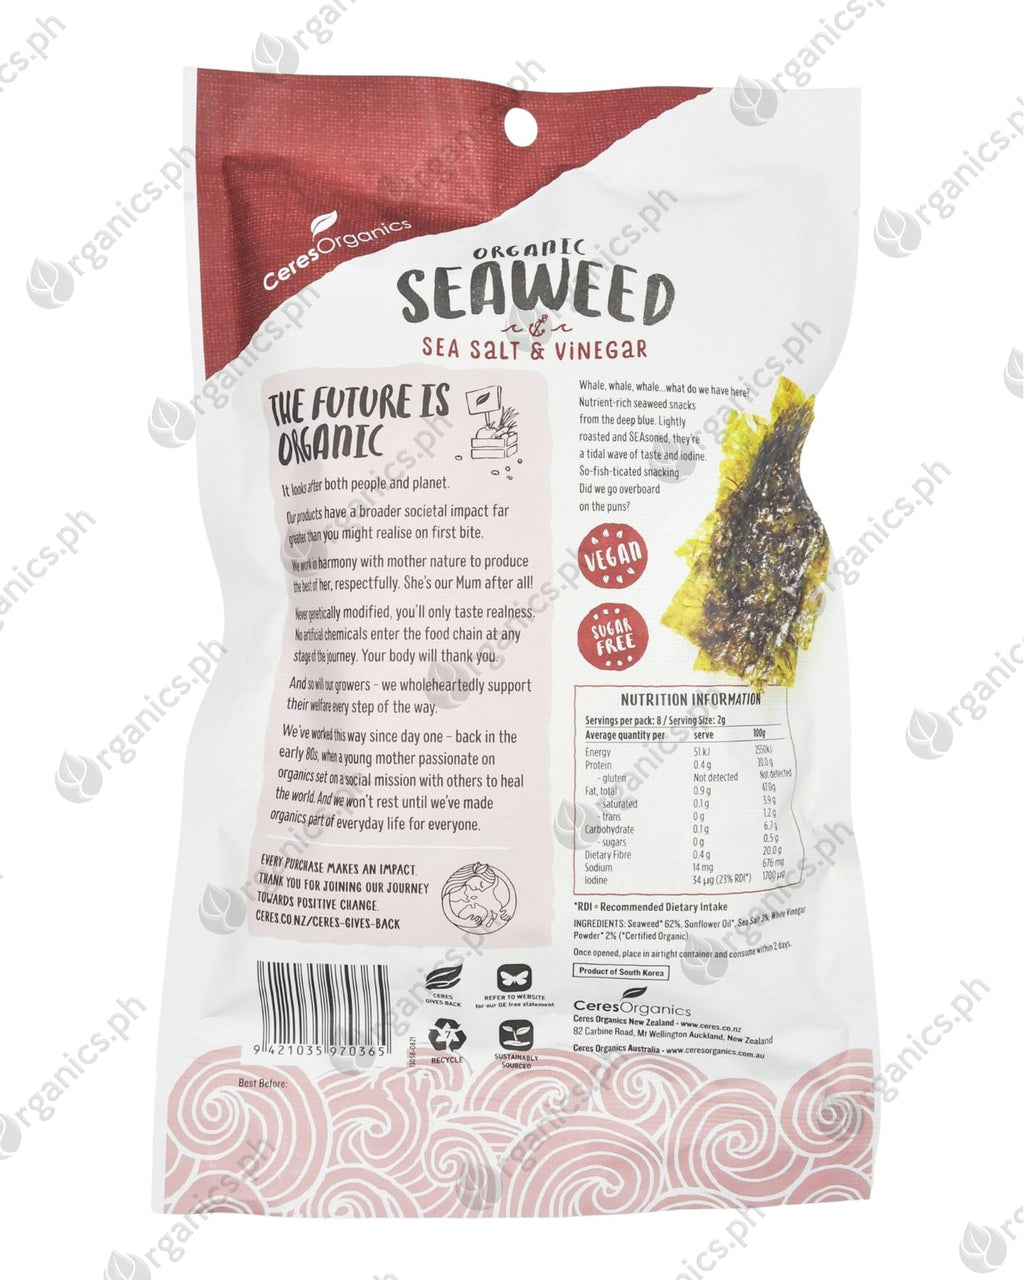 CeresOrganics
ORGANIC
SEAWEED
SEA SALT & VINEGAR
THE FUTURE IS
ORGANIC
It looks after both people and planet.
Our products have a broader societal impact far
greater than you might realise on first bite.
We work in harmony with mother nature to produce
the best of her, respectfully. She's our Mum after all!
Never genetically modified, you'll only taste realness.
No artificial chemicals enter the food chain at any
stage of the journey. Your body will thank you.
And so will our growers – we wholeheartedly support
their welfare every step of the way.
We've worked this way since day one – back in the
early 80s, when a young mother passionate on
organics set on a social mission with others to heal
the world. And we won't rest until we've made
organics part of everyday life for everyone.
EVERY PURCHASE MAKES AN IMPACT.
THANK YOU FOR JOINING OUR JOURNEY
TOWARDS POSITIVE CHANGE.
CERES.CO.NZ/CERES-GIVES-BACK
Whale, whale, whale...what do we have here?
Nutrient-rich seaweed snacks
from the deep blue. Lightly
roasted and SEAsoned, they're
a tidal wave of taste and iodine.
So-fish-ticated snacking.
Did we go overboard
on the puns?
VEGAN
SUGAR
FREE
NUTRITION INFORMATION
Servings per pack: 8 / Serving Size: 2g
Average quantity per serve 100g
Energy 51 kJ 2550kJ
Protein 0.4 g 20.0 g
- gluten Not detected Not detected
Fat, total 0.9 g 47.0g
- saturated 0.1 g 3.9 g
- trans 0 g 1.2 g
Carbohydrate 0.1 g 6.7 g
- sugars 0 g 0.5 g
Dietary Fibre 0.4 g 20.0 g
Sodium 14 mg 676 mg
Iodine 34 µg (23% RDI*) 1700 µg
*RDI = Recommended Dietary Intake
INGREDIENTS: Seaweed* 62%, Sunflower Oil*, Sea Salt 2%, White Vinegar
Powder* 2% (*Certified Organic)
Once opened, place in airtight container and consume within 2 days.
Product of South Korea
CeresOrganics
Ceres Organics New Zealand - www.ceres.co.nz
82 Carbine Road, Mt Wellington Auckland, New Zealand
Ceres Organics Australia - www.ceresorganics.com.au
CERES
GIVES BACK
REFER TO WEBSITE
for our GE free statement
7
RECYCLE
SUSTAINABLY
SOURCED
9 421035 970365
Best Before:
Organics.ph